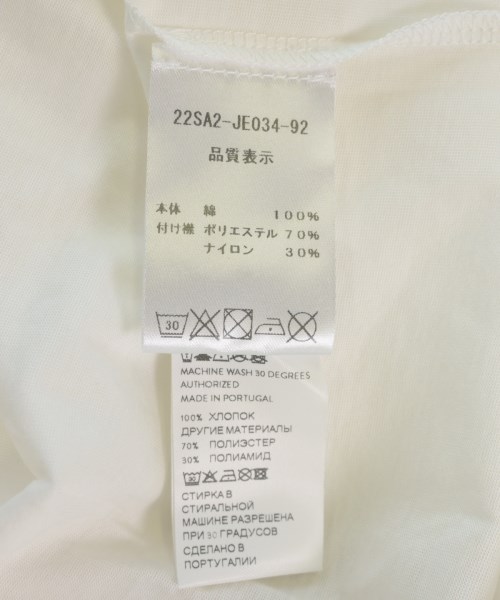 22SA2-JE034-92
品質表示
本体 綿 100%
付け襟 ポリエステル 70%
ナイロン 30%
30
MACHINE WASH 30 DEGREES
AUTHORIZED
MADE IN PORTUGAL
100% ХЛОПОК
ДРУГИЕ МАТЕРИАЛЫ
70% ПОЛИЭСТЕР
30% ПОЛИАМИД
30
СТИРКА В
СТИРАЛЬНОЙ
МАШИНЕ РАЗРЕШЕНА
ПРИ 30 ГРАДУСОВ
СДЕЛАНО В
ПОРТУГАЛИИ